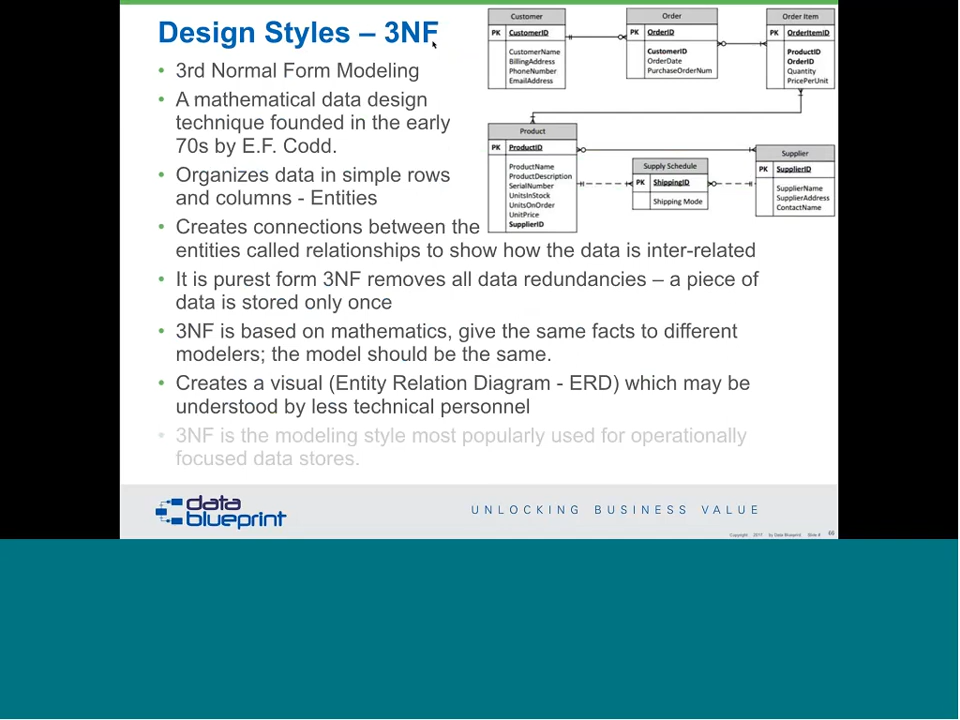 Design Styles – 3NF
• 3rd Normal Form Modeling
• A mathematical data design
technique founded in the early
70s by E.F. Codd.
• Organizes data in simple rows
and columns - Entities
• Creates connections between the
entities called relationships to show how the data is inter-related
• It is purest form 3NF removes all data redundancies – a piece of
data is stored only once
• 3NF is based on mathematics, give the same facts to different
modelers; the model should be the same.
• Creates a visual (Entity Relation Diagram - ERD) which may be
understood by less technical personnel
• 3NF is the modeling style most popularly used for operationally
focused data stores.
Customer
PK CustomerID
CustomerName
BillingAddress
PhoneNumber
EmailAddress
Order
PK OrderID
CustomerID
OrderDate
PurchaseOrderNum
Order Item
PK OrderItemID
ProductID
OrderID
Quantity
PricePerUnit
Product
PK ProductID
ProductName
ProductDescription
SerialNumber
UnitsInStock
UnitsOnOrder
UnitPrice
SupplierID
Supply Schedule
PK ShippingID
Shipping Mode
Supplier
PK SupplierID
SupplierName
SupplierAddress
ContactName
data
blueprint
UNLOCKING BUSINESS VALUE
Copyright 2017 by Data Blueprint Slide #